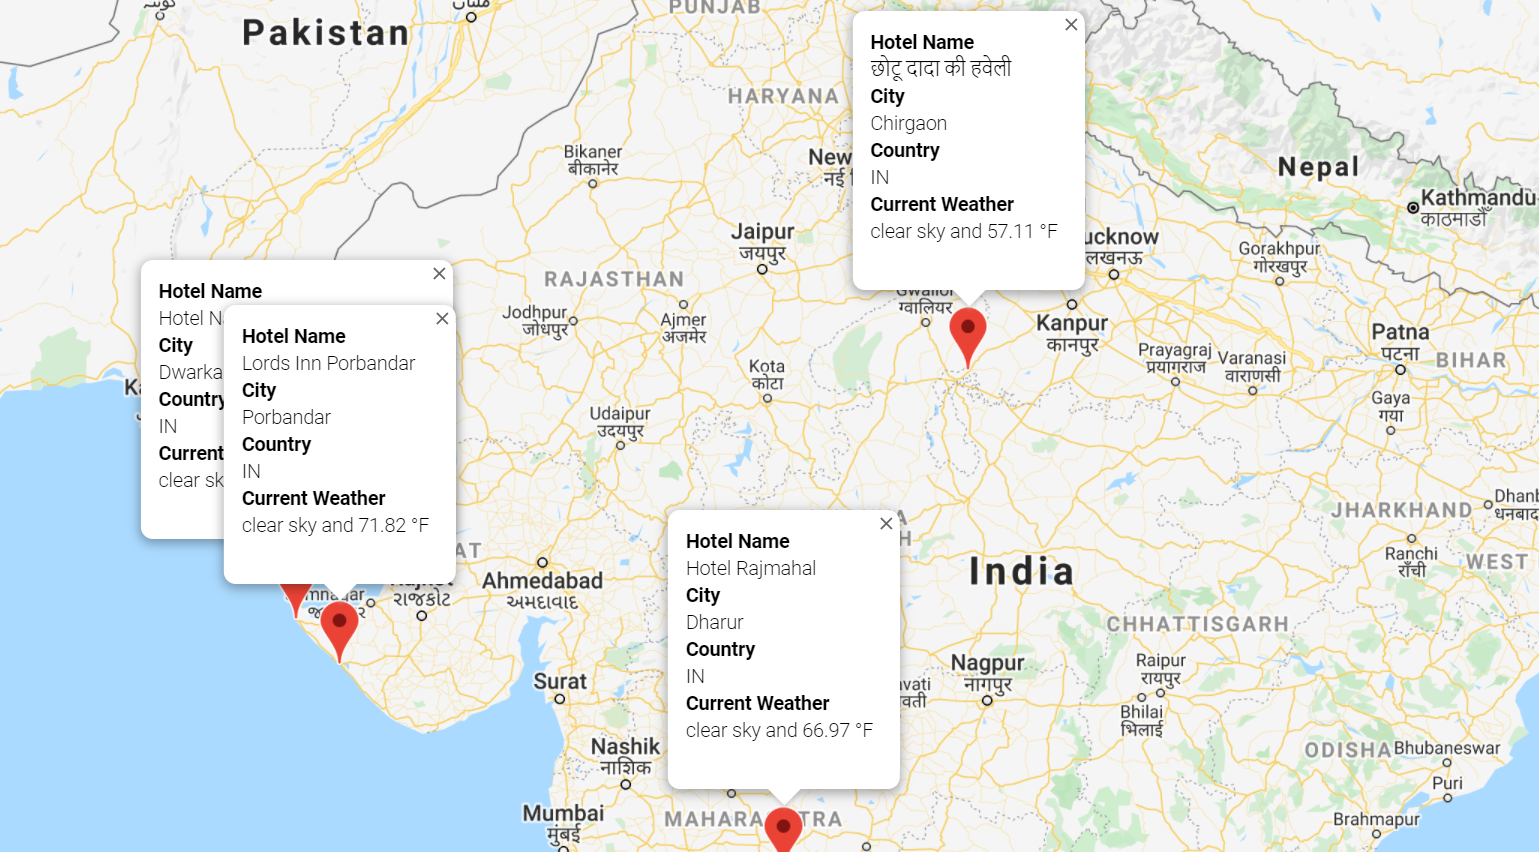 Pakistan
PUNJAB
HARYANA
Bikaner
बीकानेर
New
नई
Nepal
Kathmandu
काठमाडौँ
Jaipur
जयपुर
ucknow
लखनऊ
Gorakhpur
गोरखपुर
RAJASTHAN
Jodhpur
जोधपुर
Ajmer
अजमेर
ग्वालियर
Kanpur
कानपुर
Patna
पटना
BIHAR
Prayagraj
प्रयागराज
Varanasi
वाराणसी
Kota
कोटा
Gaya
गया
Udaipur
उदयपुर
Hotel Name
छोटू दादा की हवेली
City
Chirgaon
Country
IN
Current Weather
clear sky and 57.11 °F
Hotel Name
Hotel N
City
Dwarka
Country
IN
Current
clear sk
Hotel Name
Lords Inn Porbandar
City
Porbandar
Country
IN
Current Weather
clear sky and 71.82 °F
Hotel Name
Hotel Rajmahal
City
Dharur
Country
IN
Current Weather
clear sky and 66.97 °F
JHARKHAND
Dhanb
धनबाद
Ranchi
राँची
WEST
India
AT
Ahmedabad
અમદાવાદ
રાજકોટ
CHHATTISGARH
Surat
Nagpur
नागपुर
Raipur
रायपुर
vati
वती
Bhilai
भिलाई
Nashik
नाशिक
ODISHA
Bhubaneswar
Puri
Mumbai
मुंबई
MAHARA TRA
Brahmapur